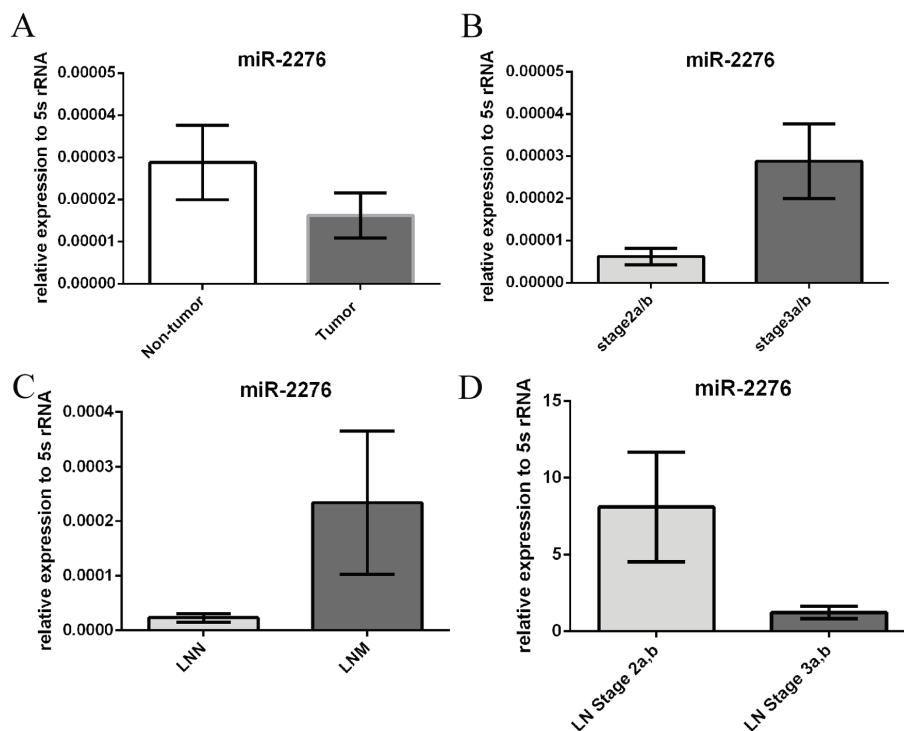 A
miR-2276
relative expression to 5s rRNA
0.00005
0.00004
0.00003
0.00002
0.00001
0.00000
Non-tumor
Tumor
B
miR-2276
relative expression to 5s rRNA
0.00005
0.00004
0.00003
0.00002
0.00001
0.00000
stage2a/b
stage3a/b
C
miR-2276
relative expression to 5s rRNA
0.0004
0.0003
0.0002
0.0001
0.0000
LNN
LNM
D
miR-2276
relative expression to 5s rRNA
15
10
5
0
LN Stage 2a,b
LN Stage 3a,b